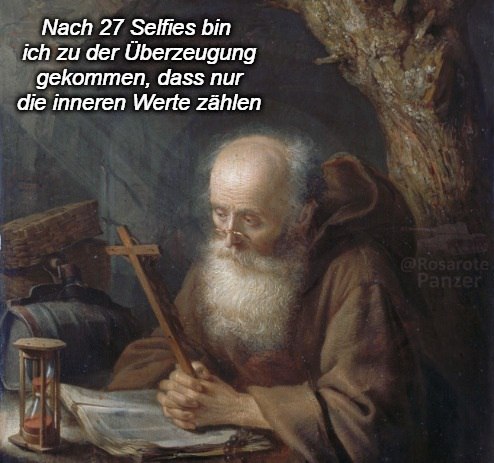 Nach 27 Selfies bin
ich zu der Überzeugung
gekommen, dass nur
die inneren Werte zählen
@Rosarote
Panzer